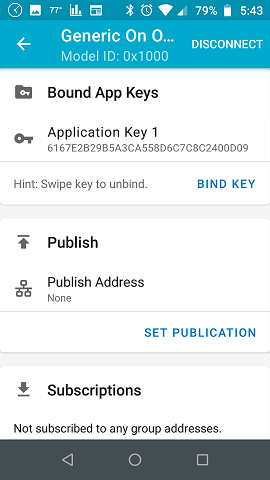 77° 79% 5:43
Generic On O...
Model ID: 0x1000
DISCONNECT
Bound App Keys
Application Key 1
6167E2B29B5A3CA558D6C7C8C2400D09
Hint: Swipe key to unbind.
BIND KEY
Publish
Publish Address
None
SET PUBLICATION
Subscriptions
Not subscribed to any group addresses.